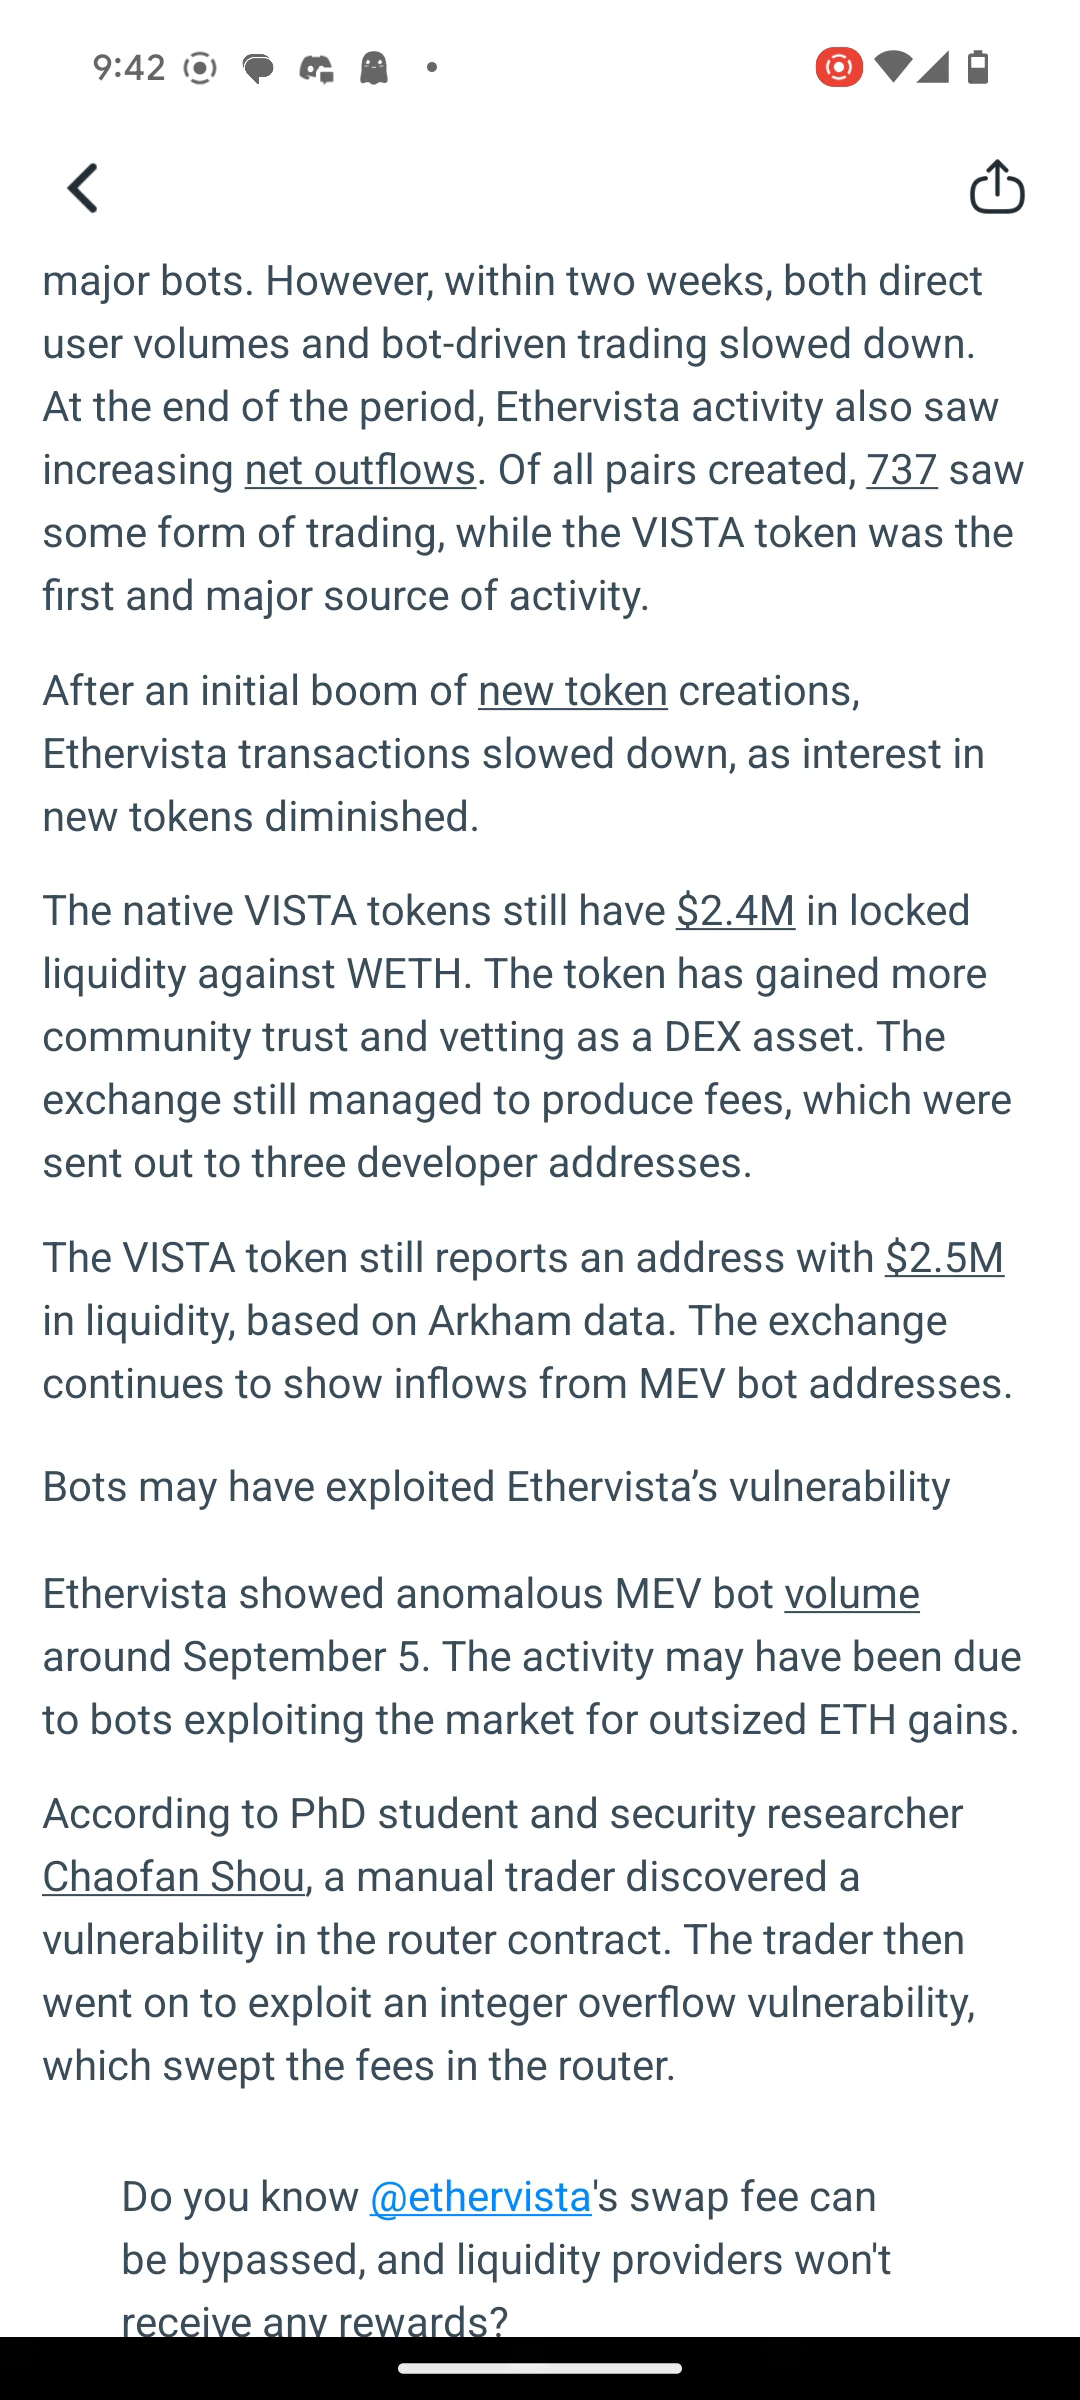 9:42
major bots. However, within two weeks, both direct
user volumes and bot-driven trading slowed down.
At the end of the period, Ethervista activity also saw
increasing net outflows. Of all pairs created, 737 saw
some form of trading, while the VISTA token was the
first and major source of activity.
After an initial boom of new token creations,
Ethervista transactions slowed down, as interest in
new tokens diminished.
The native VISTA tokens still have $2.4M in locked
liquidity against WETH. The token has gained more
community trust and vetting as a DEX asset. The
exchange still managed to produce fees, which were
sent out to three developer addresses.
The VISTA token still reports an address with $2.5M
in liquidity, based on Arkham data. The exchange
continues to show inflows from MEV bot addresses.
Bots may have exploited Ethervista’s vulnerability
Ethervista showed anomalous MEV bot volume
around September 5. The activity may have been due
to bots exploiting the market for outsized ETH gains.
According to PhD student and security researcher
Chaofan Shou, a manual trader discovered a
vulnerability in the router contract. The trader then
went on to exploit an integer overflow vulnerability,
which swept the fees in the router.
Do you know @ethervista's swap fee can
be bypassed, and liquidity providers won't
receive any rewards?